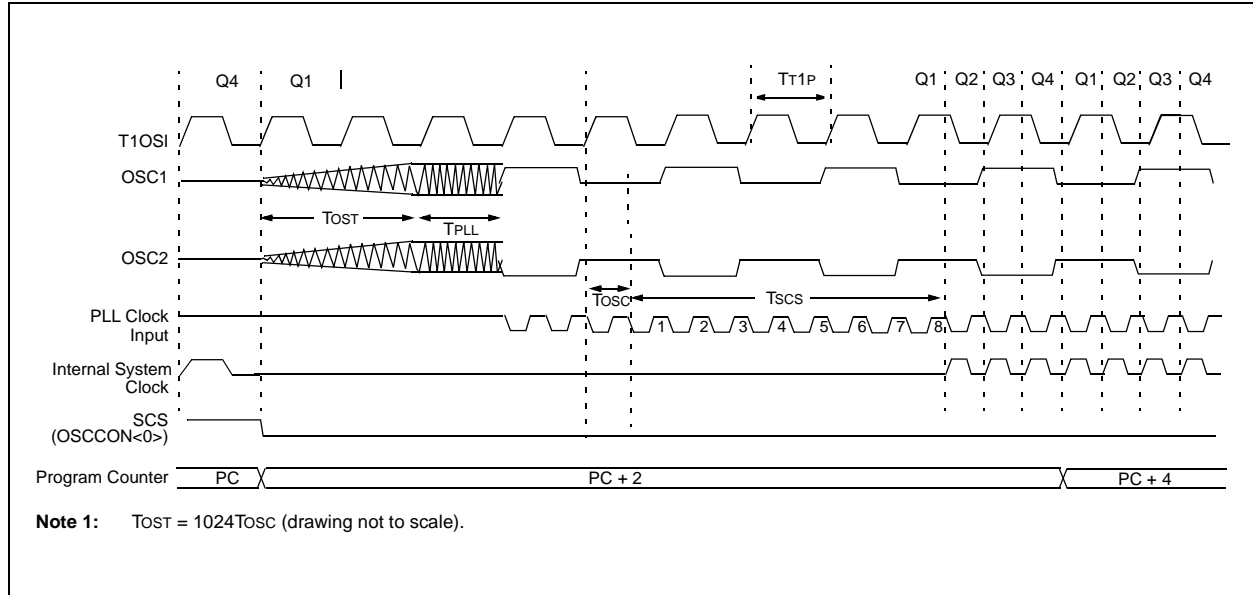 Q4 Q1 TT1P Q1 Q2 Q3 Q4 Q1 Q2 Q3 Q4
T1OSI
OSC1
TOST TPLL
OSC2
TOSC TSCS
PLL Clock
Input
1 2 3 4 5 6 7 8
Internal System
Clock
SCS
(OSCCON<0>)
Program Counter PC PC + 2 PC + 4
Note 1: TOST = 1024TOSC (drawing not to scale).